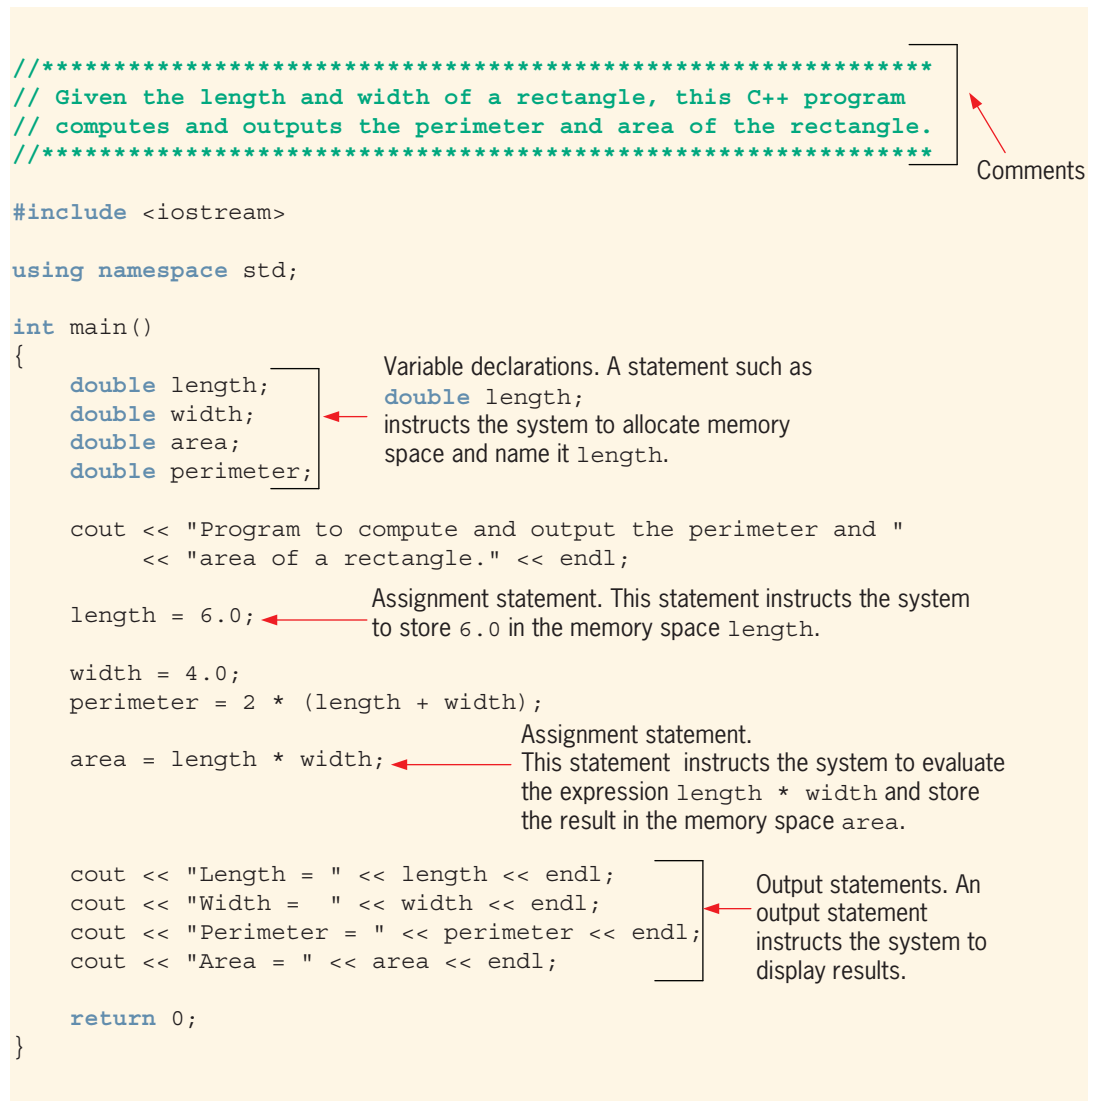 //**************************************************************
// Given the length and width of a rectangle, this C++ program
// computes and outputs the perimeter and area of the rectangle.
//**************************************************************
Comments
#include <iostream>
using namespace std;
int main()
{
double length;
double width;
double area;
double perimeter;
Variable declarations. A statement such as
double length;
instructs the system to allocate memory
space and name it length.
cout << "Program to compute and output the perimeter and "
<< "area of a rectangle." << endl;
length = 6.0;
Assignment statement. This statement instructs the system
to store 6.0 in the memory space length.
width = 4.0;
perimeter = 2 * (length + width);
area = length * width;
Assignment statement.
This statement instructs the system to evaluate
the expression length * width and store
the result in the memory space area.
cout << "Length = " << length << endl;
cout << "Width =  " << width << endl;
cout << "Perimeter = " << perimeter << endl;
cout << "Area = " << area << endl;
Output statements. An
output statement
instructs the system to
display results.
return 0;
}